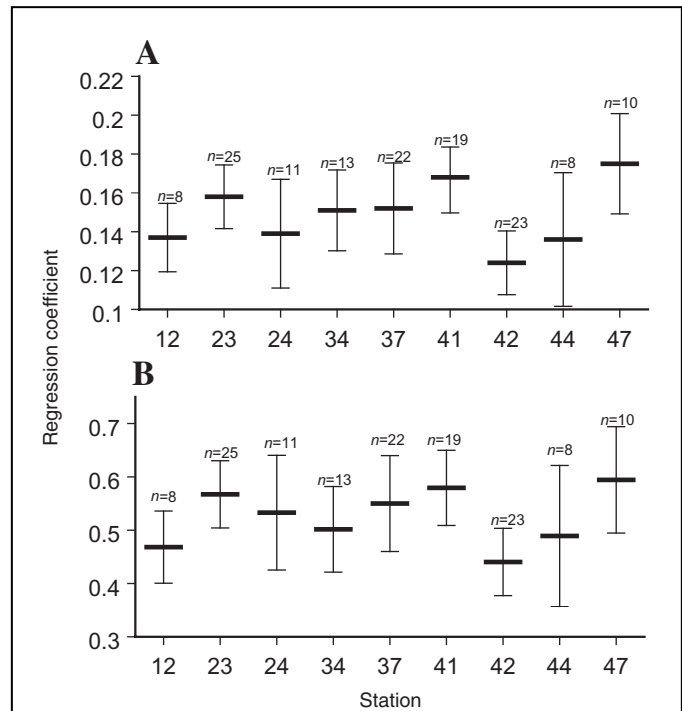 A
Regression coefficient
0.22
0.2
0.18
0.16
0.14
0.12
0.1
n=8
n=25
n=11
n=13
n=22
n=19
n=23
n=8
n=10
12 23 24 34 37 41 42 44 47
B
0.7
0.6
0.5
0.4
0.3
n=8
n=25
n=11
n=13
n=22
n=19
n=23
n=8
n=10
12 23 24 34 37 41 42 44 47
Station